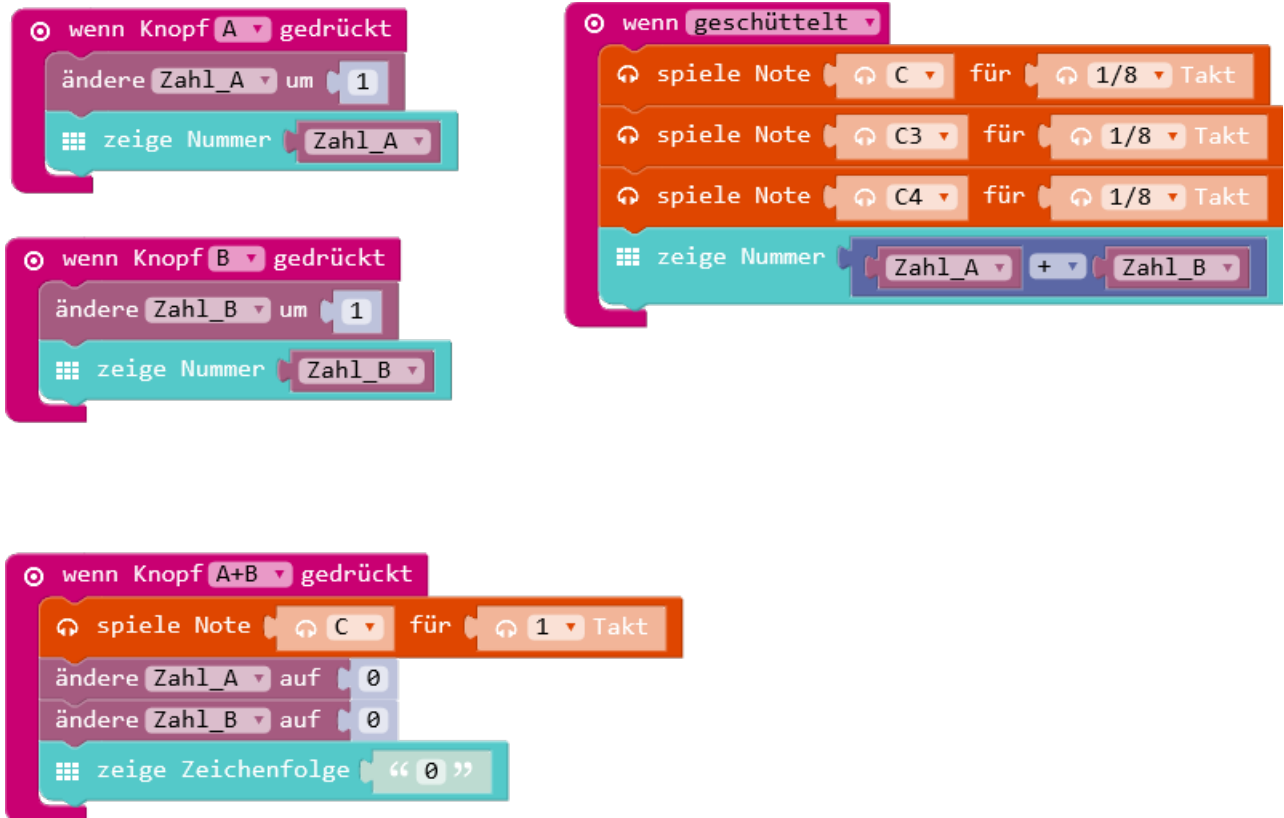 wenn Knopf A gedrückt
ändere Zahl_A um 1
zeige Nummer Zahl_A
wenn Knopf B gedrückt
ändere Zahl_B um 1
zeige Nummer Zahl_B
wenn geschüttelt
spiele Note C für 1/8 Takt
spiele Note C3 für 1/8 Takt
spiele Note C4 für 1/8 Takt
zeige Nummer Zahl_A + Zahl_B
wenn Knopf A+B gedrückt
spiele Note C für 1 Takt
ändere Zahl_A auf 0
ändere Zahl_B auf 0
zeige Zeichenfolge “ 0 ”